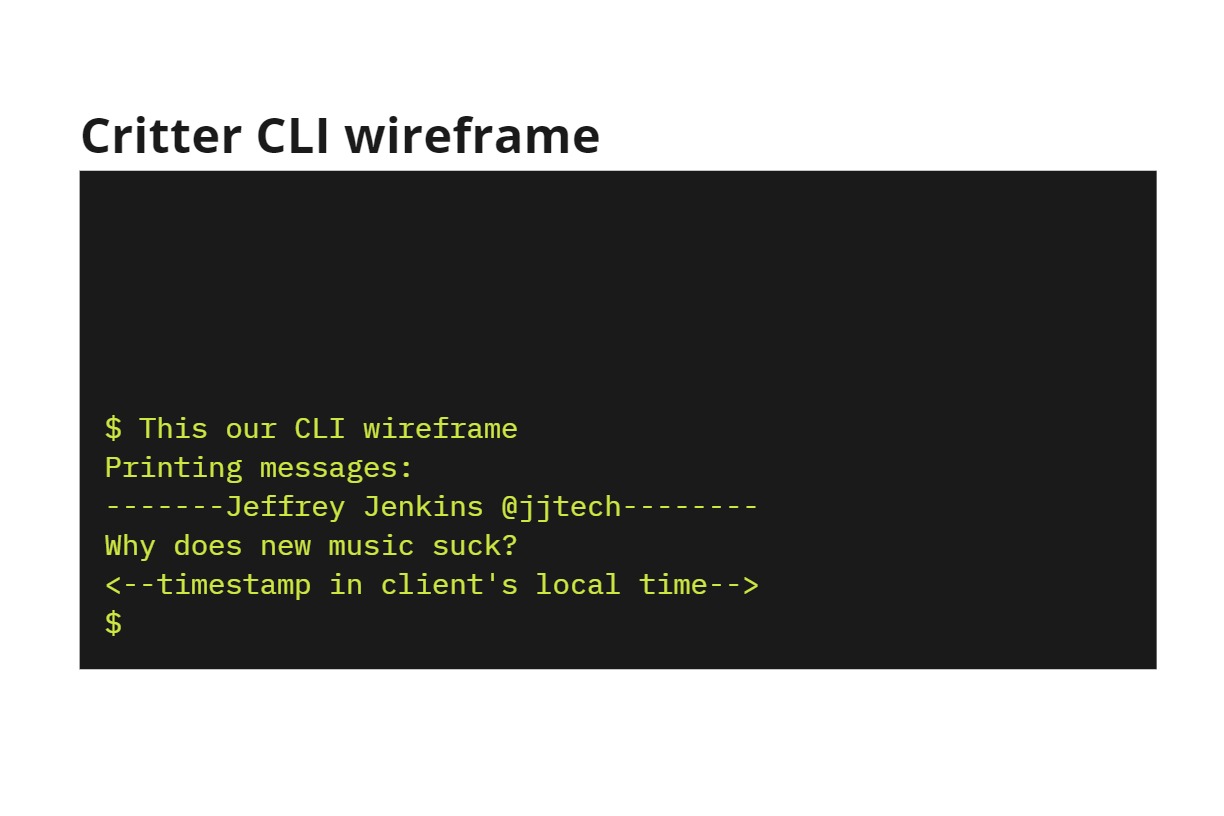 Critter CLI wireframe
$ This our CLI wireframe
Printing messages:
-------Jeffrey Jenkins @jjtech--------
Why does new music suck?
<--timestamp in client's local time-->
$